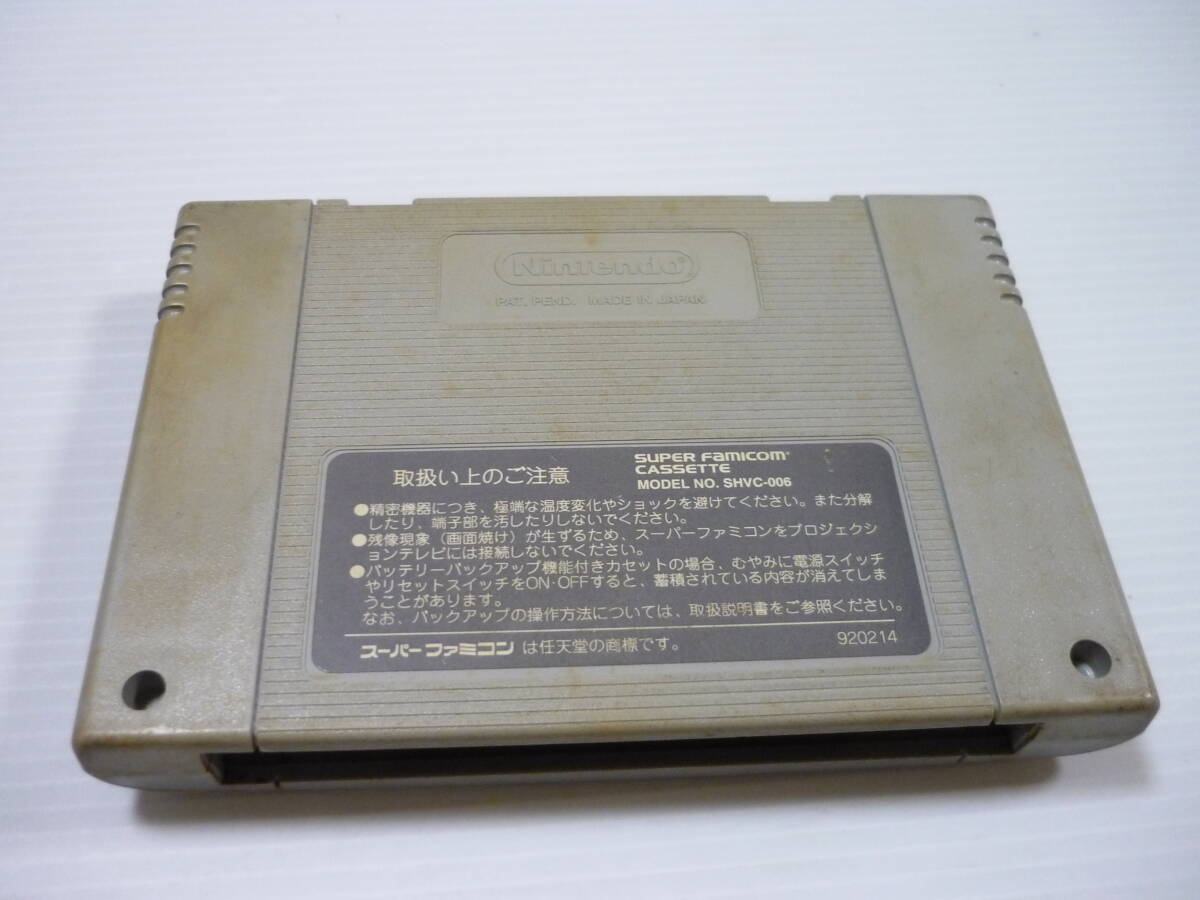 Nintendo®
PAT. PEND. MADE IN JAPAN
取扱い上のご注意
SUPER Famicom®
CASSETTE
MODEL NO. SHVC-006
●精密機器につき、極端な温度変化やショックを避けてください。また分解
したり、端子部を汚したりしないでください。
●残像現象（画面焼け）が生ずるため、スーパーファミコンをプロジェクシ
ョンテレビには接続しないでください。
●バッテリーバックアップ機能付きカセットの場合、むやみに電源スイッチ
やリセットスイッチをON·OFFすると、蓄積されている内容が消えてしま
うことがあります。
なお、バックアップの操作方法については、取扱説明書をご参照ください。
スーパーファミコン は任天堂の商標です。
920214